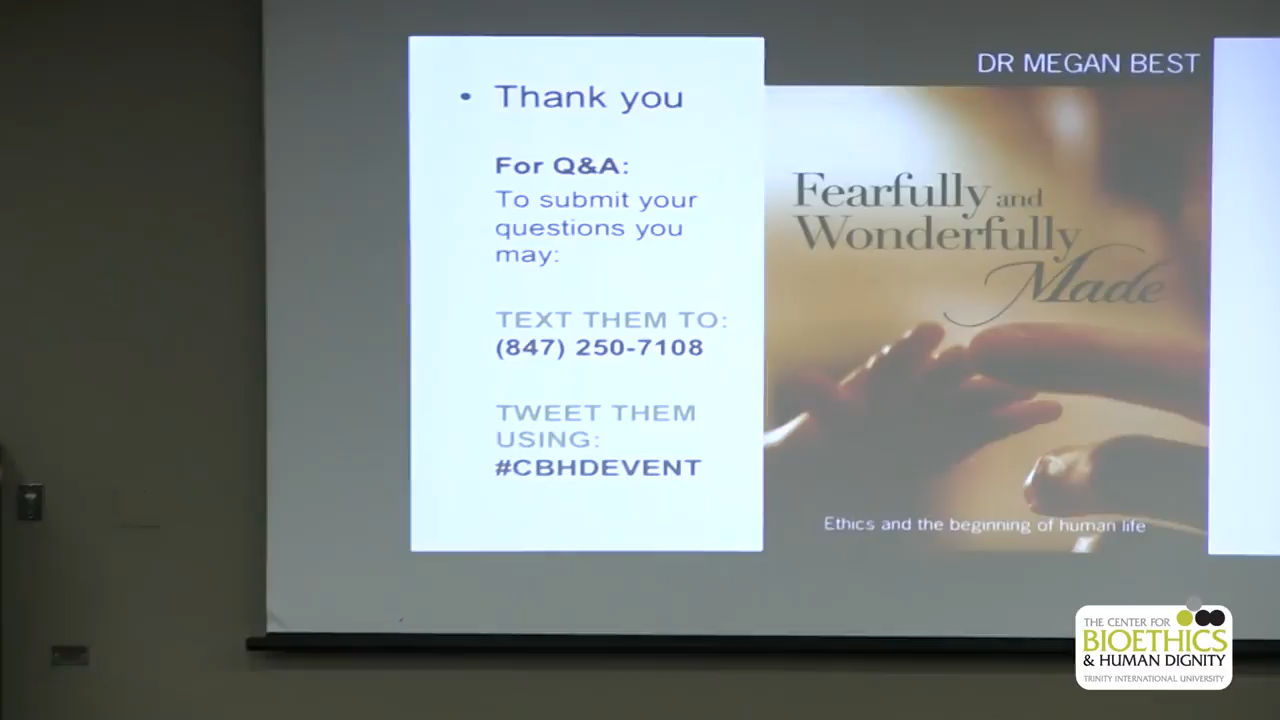 • Thank you
For Q&A:
To submit your
questions you
may:
TEXT THEM TO:
(847) 250-7108
TWEET THEM
USING:
#CBHDEVENT
DR MEGAN BEST
Fearfully and
Wonderfully
Made
Ethics and the beginning of human life
THE CENTER FOR
BIOETHICS
& HUMAN DIGNITY
TRINITY INTERNATIONAL UNIVERSITY